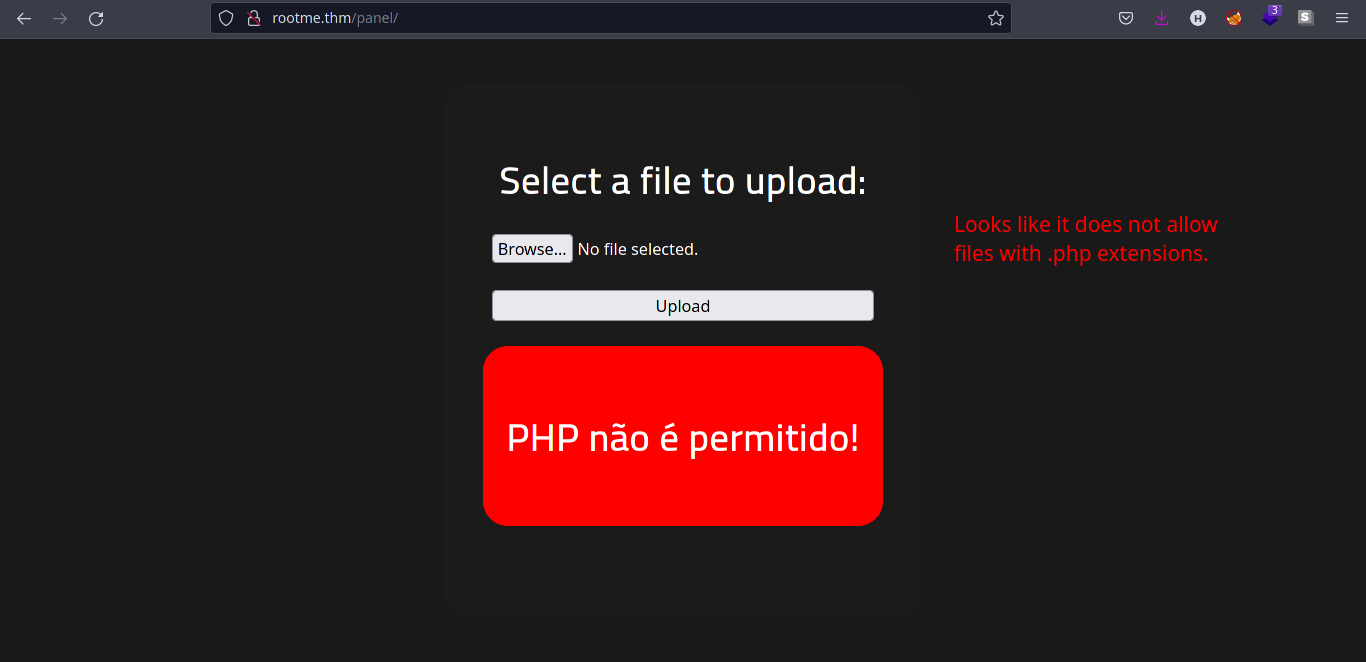 rootme.thm/panel/
H
3
S
Select a file to upload:
Browse... No file selected.
Looks like it does not allow
files with .php extensions.
Upload
PHP não é permitido!